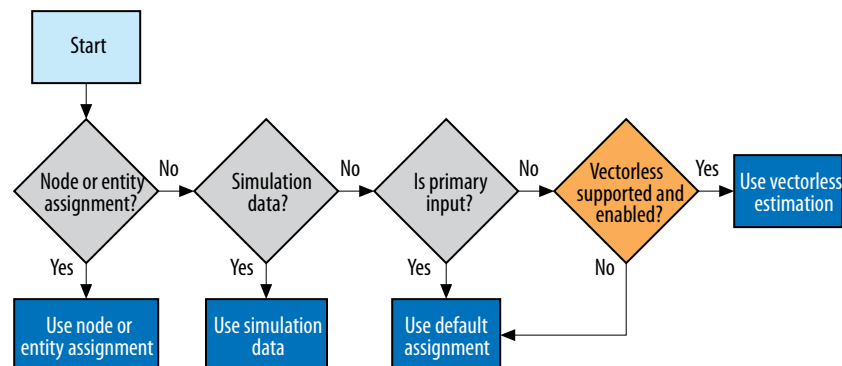 Start
Node or entity
assignment?
No
Simulation
data?
No
Is primary
input?
No
Vectorless
supported and
enabled?
Yes
Use vectorless
estimation
Yes
Yes
Yes
No
Use node or
entity assignment
Use simulation
data
Use default
assignment